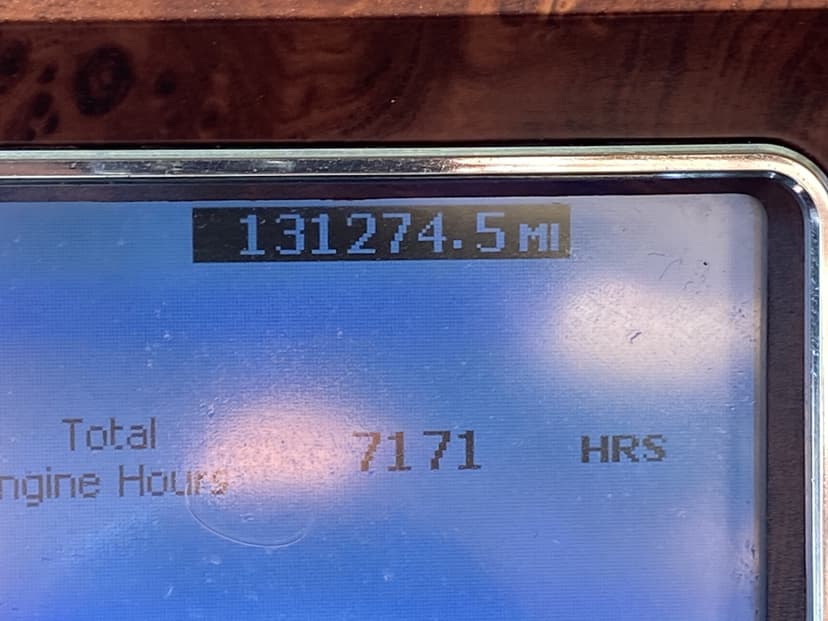 131274.5 MI
Total
ngine Hours 7171 HRS